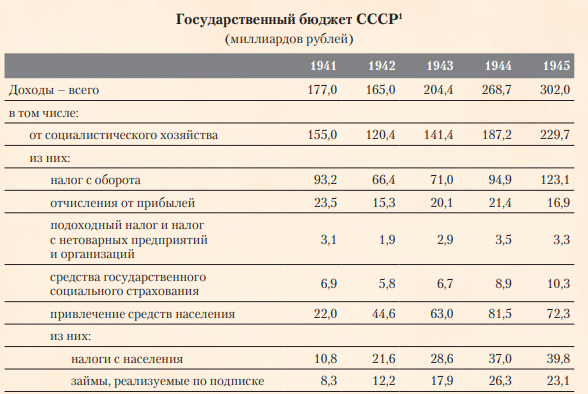 Государственный бюджет СССР¹
(миллиардов рублей)
1941 1942 1943 1944 1945
Доходы – всего 177,0 165,0 204,4 268,7 302,0
в том числе:
от социалистического хозяйства 155,0 120,4 141,4 187,2 229,7
из них:
налог с оборота 93,2 66,4 71,0 94,9 123,1
отчисления от прибылей 23,5 15,3 20,1 21,4 16,9
подоходный налог и налог
с нетоварных предприятий 3,1 1,9 2,9 3,5 3,3
и организаций
средства государственного
социального страхования 6,9 5,8 6,7 8,9 10,3
привлечение средств населения 22,0 44,6 63,0 81,5 72,3
из них:
налоги с населения 10,8 21,6 28,6 37,0 39,8
займы, реализуемые по подписке 8,3 12,2 17,9 26,3 23,1